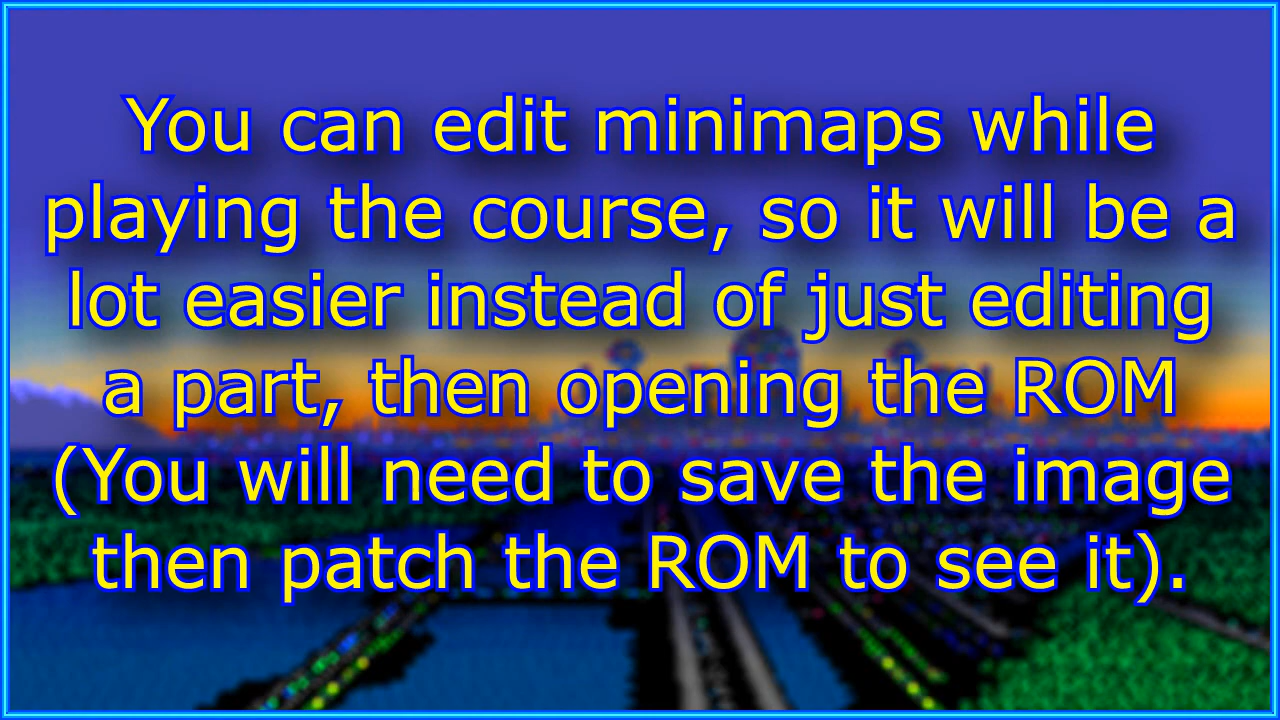 You can edit minimaps while
playing the course, so it will be a
lot easier instead of just editing
a part, then opening the ROM
(You will need to save the image
then patch the ROM to see it).